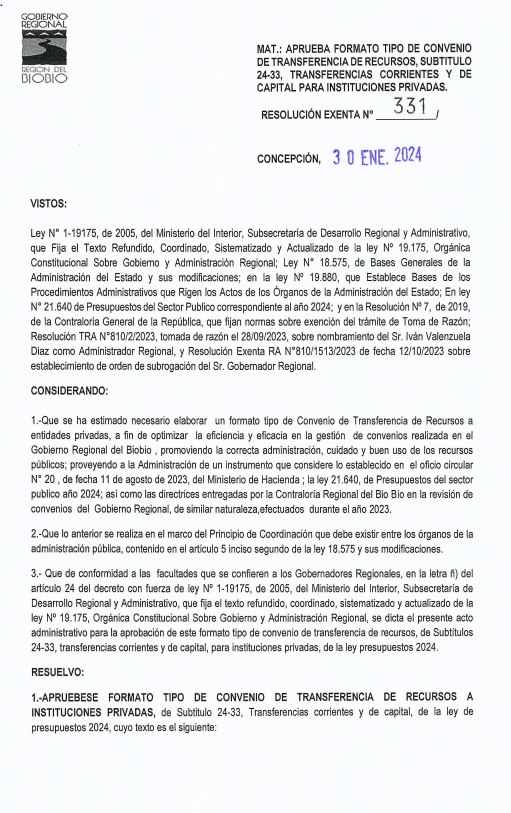 GOBIERNO
REGIONAL
REGION DEL
BIOBIO
MAT.: APRUEBA FORMATO TIPO DE CONVENIO
DE TRANSFERENCIA DE RECURSOS, SUBTITULO
24-33, TRANSFERENCIAS CORRIENTES Y DE
CAPITAL PARA INSTITUCIONES PRIVADAS.
RESOLUCIÓN EXENTA N° 331 /
CONCEPCIÓN, 30 ENE. 2024
VISTOS:
Ley N° 1-19175, de 2005, del Ministerio del Interior, Subsecretaría de Desarrollo Regional y Administrativo,
que Fija el Texto Refundido, Coordinado, Sistematizado y Actualizado de la ley N° 19.175, Orgánica
Constitucional Sobre Gobierno y Administración Regional; Ley N° 18.575, de Bases Generales de la
Administración del Estado y sus modificaciones; en la ley N° 19.880, que Establece Bases de los
Procedimientos Administrativos que Rigen los Actos de los Órganos de la Administración del Estado; En ley
N° 21.640 de Presupuestos del Sector Publico correspondiente al año 2024; y en la Resolución N° 7, de 2019,
de la Contraloría General de la República, que fijan normas sobre exención del trámite de Toma de Razón;
Resolución TRA N°810/2/2023, tomada de razón el 28/09/2023, sobre nombramiento del Sr. Iván Valenzuela
Diaz como Administrador Regional, y Resolución Exenta RA N°810/1513/2023 de fecha 12/10/2023 sobre
establecimiento de orden de subrogación del Sr. Gobernador Regional.
CONSIDERANDO:
1.-Que se ha estimado necesario elaborar un formato tipo de Convenio de Transferencia de Recursos a
entidades privadas, a fin de optimizar la eficiencia y eficacia en la gestión de convenios realizada en el
Gobierno Regional del Biobío , promoviendo la correcta administración, cuidado y buen uso de los recursos
públicos; proveyendo a la Administración de un instrumento que considere lo establecido en el oficio circular
N° 20 , de fecha 11 de agosto de 2023, del Ministerio de Hacienda ; la ley 21.640, de Presupuestos del sector
publico año 2024; así como las directrices entregadas por la Contraloría Regional del Bio Bio en la revisión de
convenios del Gobierno Regional, de similar naturaleza,efectuados durante el año 2023.
2.-Que lo anterior se realiza en el marco del Principio de Coordinación que debe existir entre los órganos de la
administración pública, contenido en el artículo 5 inciso segundo de la ley 18.575 y sus modificaciones.
3.- Que de conformidad a las facultades que se confieren a los Gobernadores Regionales, en la letra ñ) del
artículo 24 del decreto con fuerza de ley N° 1-19175, de 2005, del Ministerio del Interior, Subsecretaría de
Desarrollo Regional y Administrativo, que fija el texto refundido, coordinado, sistematizado y actualizado de la
ley N° 19.175, Orgánica Constitucional Sobre Gobierno y Administración Regional, se dicta el presente acto
administrativo para la aprobación de este formato tipo de convenio de transferencia de recursos, de Subtítulos
24-33, transferencias corrientes y de capital, para instituciones privadas, de la ley presupuestos 2024.
RESUELVO:
1.-APRUEBESE FORMATO TIPO DE CONVENIO DE TRANSFERENCIA DE RECURSOS A
INSTITUCIONES PRIVADAS, de Subtitulo 24-33, Transferencias corrientes y de capital, de la ley de
presupuestos 2024, cuyo texto es el siguiente: